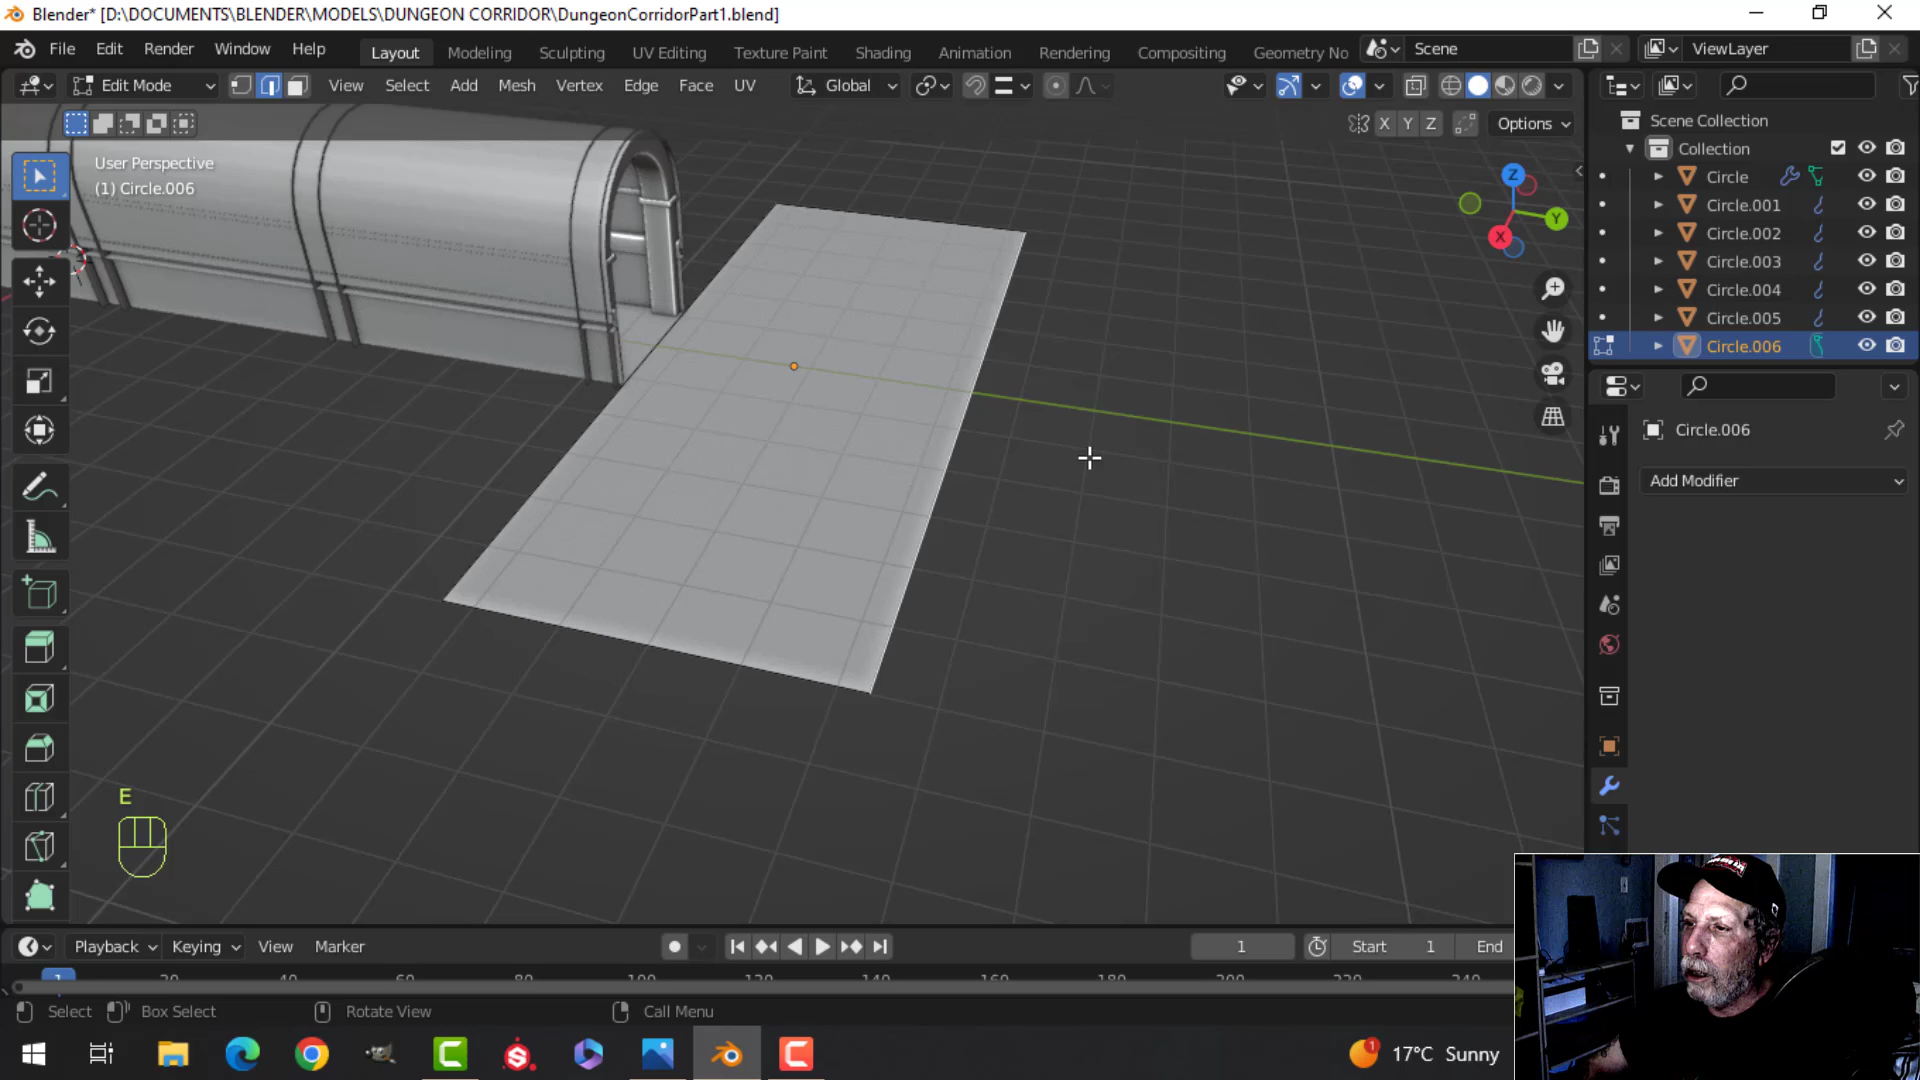 Blender* [D:\DOCUMENTS\BLENDER\MODELS\DUNGEON CORRIDOR\DungeonCorridorPart1.blend]
File Edit Render Window Help Layout Modeling Sculpting UV Editing Texture Paint Shading Animation Rendering Compositing Geometry No Scene ViewLayer
Edit Mode View Select Add Mesh Vertex Edge Face UV Global
X Y Z Options
User Perspective
(1) Circle.006
Z
Y
X
Scene Collection
Collection
Circle
Circle.001
Circle.002
Circle.003
Circle.004
Circle.005
Circle.006
Circle.006
Add Modifier
E
Playback Keying View Marker 1 Start 1 End
1 20 40 60 80 100 120 140 160 180 200 220 240
Select Box Select Rotate View Call Menu
1 17°C Sunny